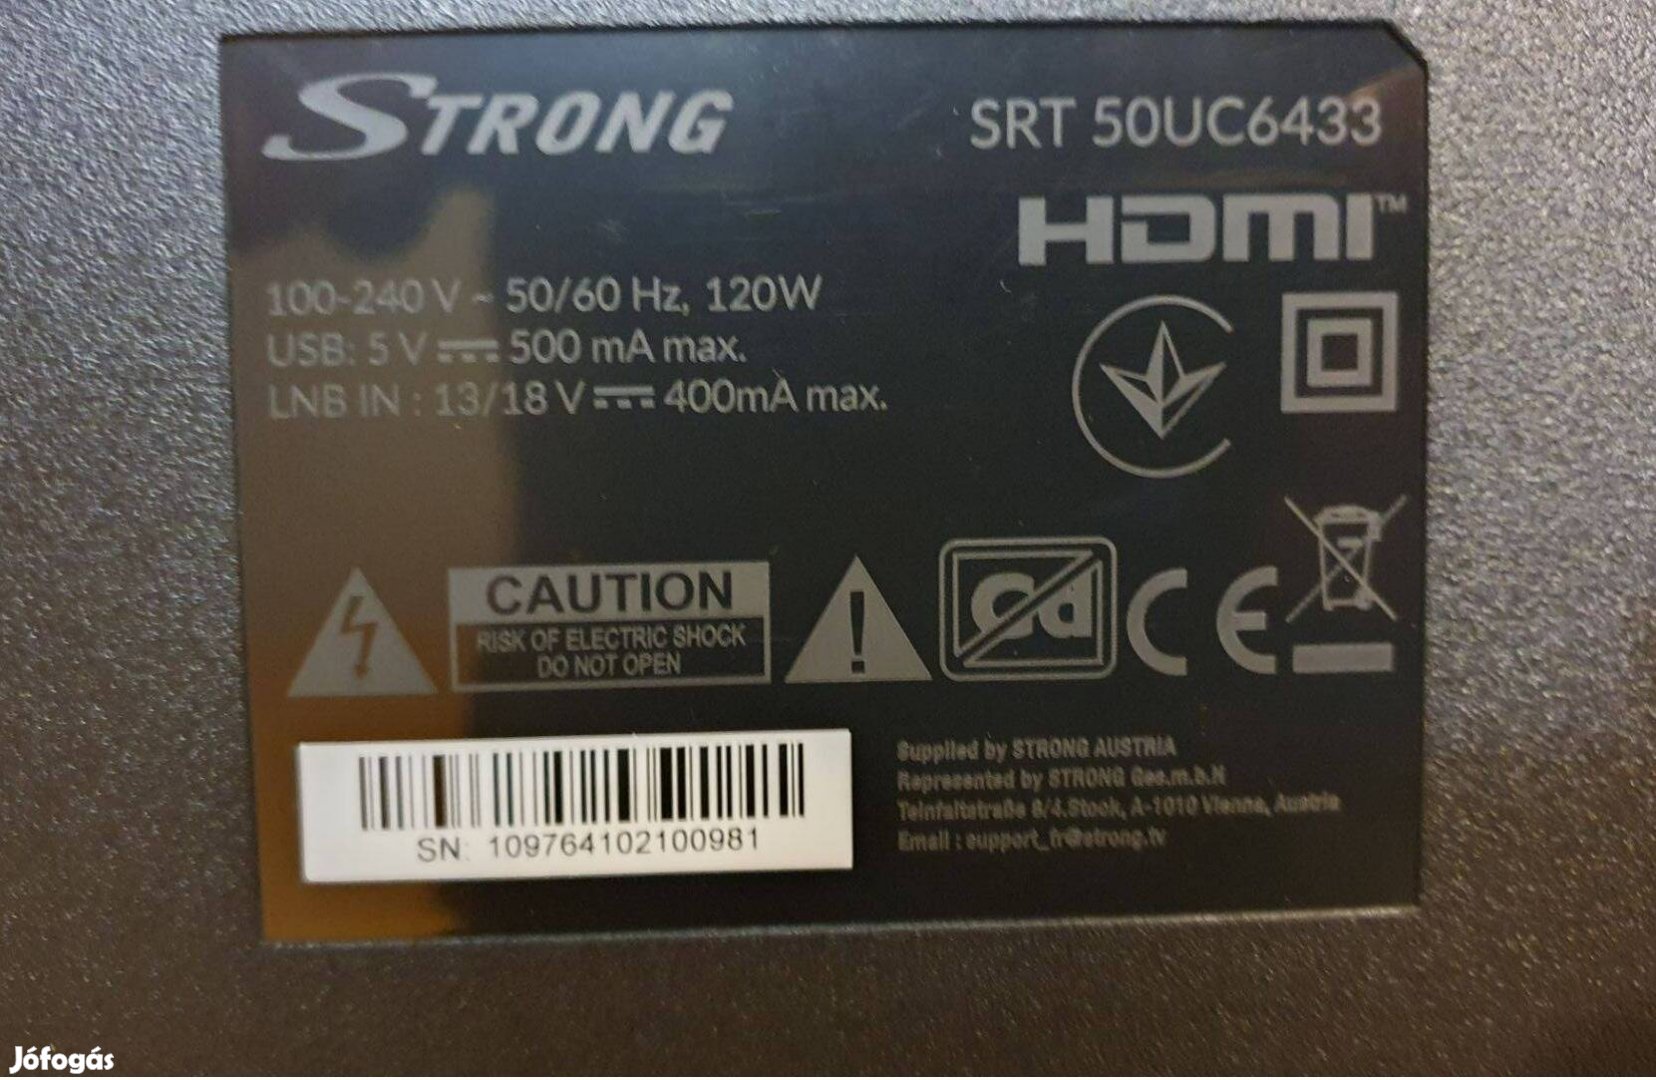 STRONG
SRT 50UC6433
HDMI™
100-240 V ~ 50/60 Hz, 120W
USB: 5 V ⎓ 500 mA max.
LNB IN : 13/18 V ⎓ 400mA max.
CAUTION
RISK OF ELECTRIC SHOCK
DO NOT OPEN
Cd
CE
SN: 109764102100981
Supplied by STRONG AUSTRIA
Represented by STRONG Ges.m.b.H
Teinfaltstraße 8/4.Stock, A-1010 Vienna, Austria
Email : support_fr@strong.tv
Jófogás